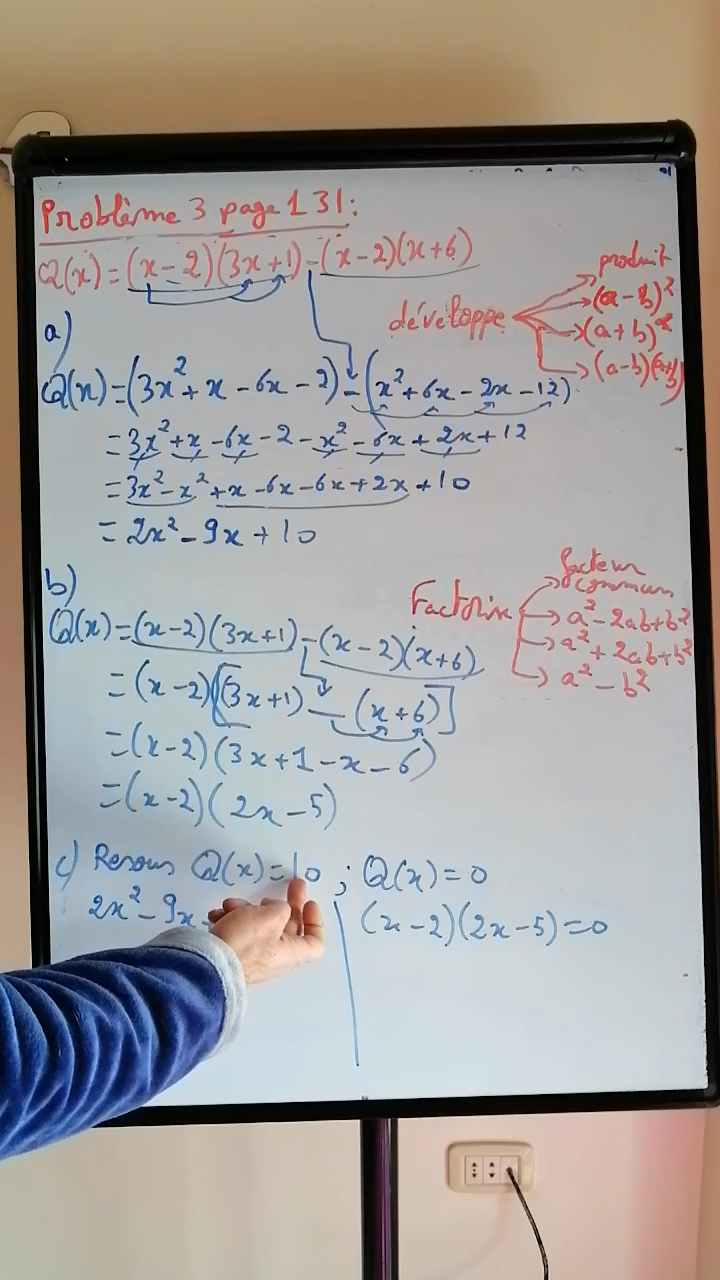 Problème 3 page 131:
Q(x) = (x-2)(3x+1) - (x-2)(x+6)
développe
produit
(a-b)²
(a+b)²
(a-b)(a+b)
a)
Q(x) = (3x² + x - 6x - 2) - (x² + 6x - 2x - 12)
= 3x² + x - 6x - 2 - x² - 6x + 2x + 12
= 3x² - x² + x - 6x - 6x + 2x + 10
= 2x² - 9x + 10
b)
Factorise
facteur
commun
a² - 2ab + b²
a² + 2ab + b²
a² - b²
Q(x) = (x-2)(3x+1) - (x-2)(x+6)
= (x-2)[(3x+1) - (x+6)]
= (x-2)(3x+1-x-6)
= (x-2)(2x-5)
c) Resous Q(x) = 10 ; Q(x) = 0
2x² - 9x
(x-2)(2x-5) = 0